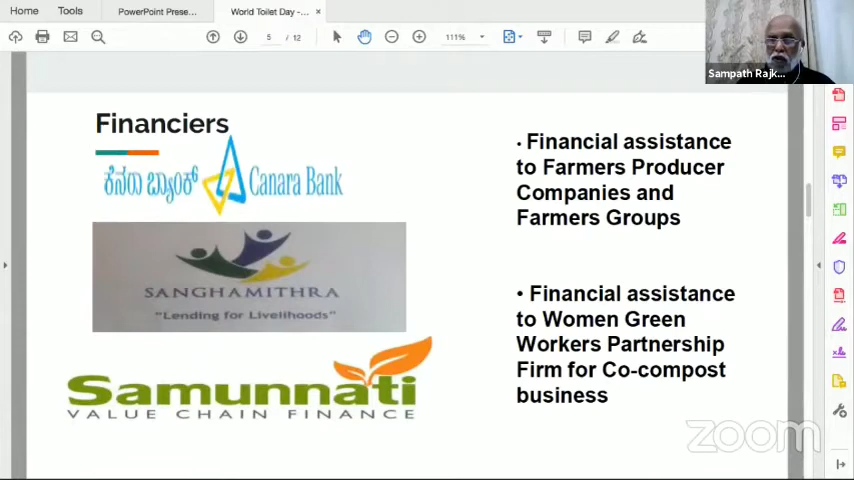 Home
Tools
PowerPoint Prese...
World Toilet Day -...
×
5 / 12
111%
Sampath Rajk...
Financiers
ಕೆನರಾ ಬ್ಯಾಂಕ್ Canara Bank
SANGHAMITHRA
"Lending for Livelihoods"
Samunnati
VALUE CHAIN FINANCE
• Financial assistance
to Farmers Producer
Companies and
Farmers Groups
• Financial assistance
to Women Green
Workers Partnership
Firm for Co-compost
business
zoom